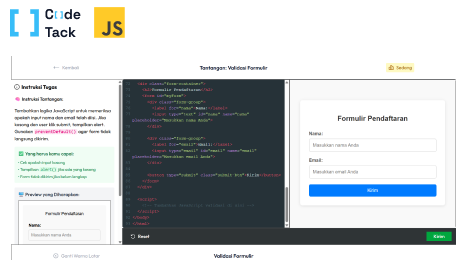 Code
Tack
JS
← Kembali
Tantangan: Validasi Formulir
Sedang
Instruksi Tugas
Instruksi Tantangan:
Tambahkan logika JavaScript untuk memeriksa
apakah input nama dan email telah diisi. Jika
kosong dan user klik submit, tampilkan alert.
Gunakan preventDefault() agar form tidak
langsung dikirim.
Yang harus kamu capai:
- Cek apakah input kosong
- Tampilkan alert() jika ada yang kosong
- Form tidak dikirim jika belum lengkap
Preview yang Diharapkan:
Formulir Pendaftaran
Nama:
Masukkan nama Anda
<div class="form-container">
<h2>Formulir Pendaftaran</h2>
<form id="myForm">
<div class="form-group">
<label for="nama">Nama:</label>
<input type="text" id="nama" name="nama"
placeholder="Masukkan nama Anda">
</div>
<div class="form-group">
<label for="email">Email:</label>
<input type="email" id="email" name="email"
placeholder="Masukkan email Anda">
</div>
<button type="submit" class="submit-btn">Kirim</button>
</form>
</div>
<script>
</script>
</body>
</html>
Reset
Formulir Pendaftaran
Nama:
Masukkan nama Anda
Email:
Masukkan email Anda
Kirim
Kirim
Ganti Warna Latar
Validasi Formulir